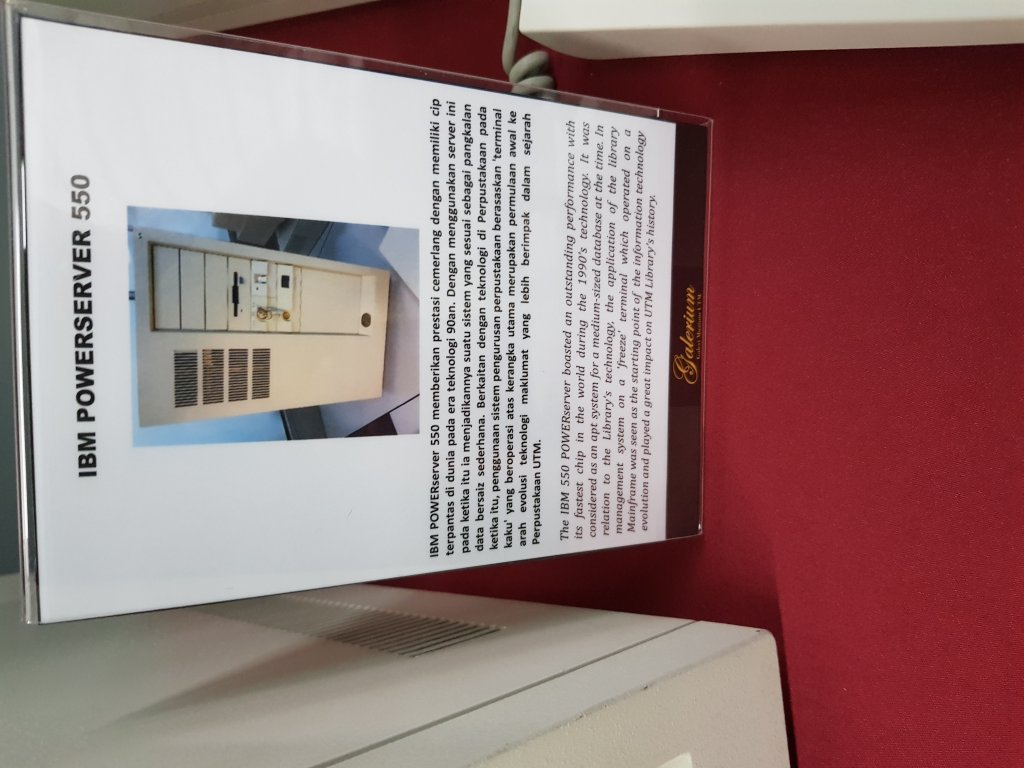 IBM POWERSERVER 550
IBM POWERserver 550 memberikan prestasi cemerlang dengan memiliki cip
terpantas di dunia pada era teknologi 90an. Dengan menggunakan server ini
pada ketika itu ia menjadikannya suatu sistem yang sesuai sebagai pangkalan
data bersaiz sederhana. Berkaitan dengan teknologi di Perpustakaan pada
ketika itu, penggunaan sistem pengurusan perpustakaan berasaskan 'terminal
kaku' yang beroperasi atas kerangka utama merupakan permulaan awal ke
arah evolusi teknologi maklumat yang lebih berimpak dalam sejarah
Perpustakaan UTM.
The IBM 550 POWERserver boasted an outstanding performance with
its fastest chip in the world during the 1990's technology. It was
considered as an apt system for a medium-sized database at the time. In
relation to the Library's technology, the application of the library
management system on a 'freeze' terminal which operated on a
Mainframe was seen as the starting point of the information technology
evolution and played a great impact on UTM Library's history.
Galerium